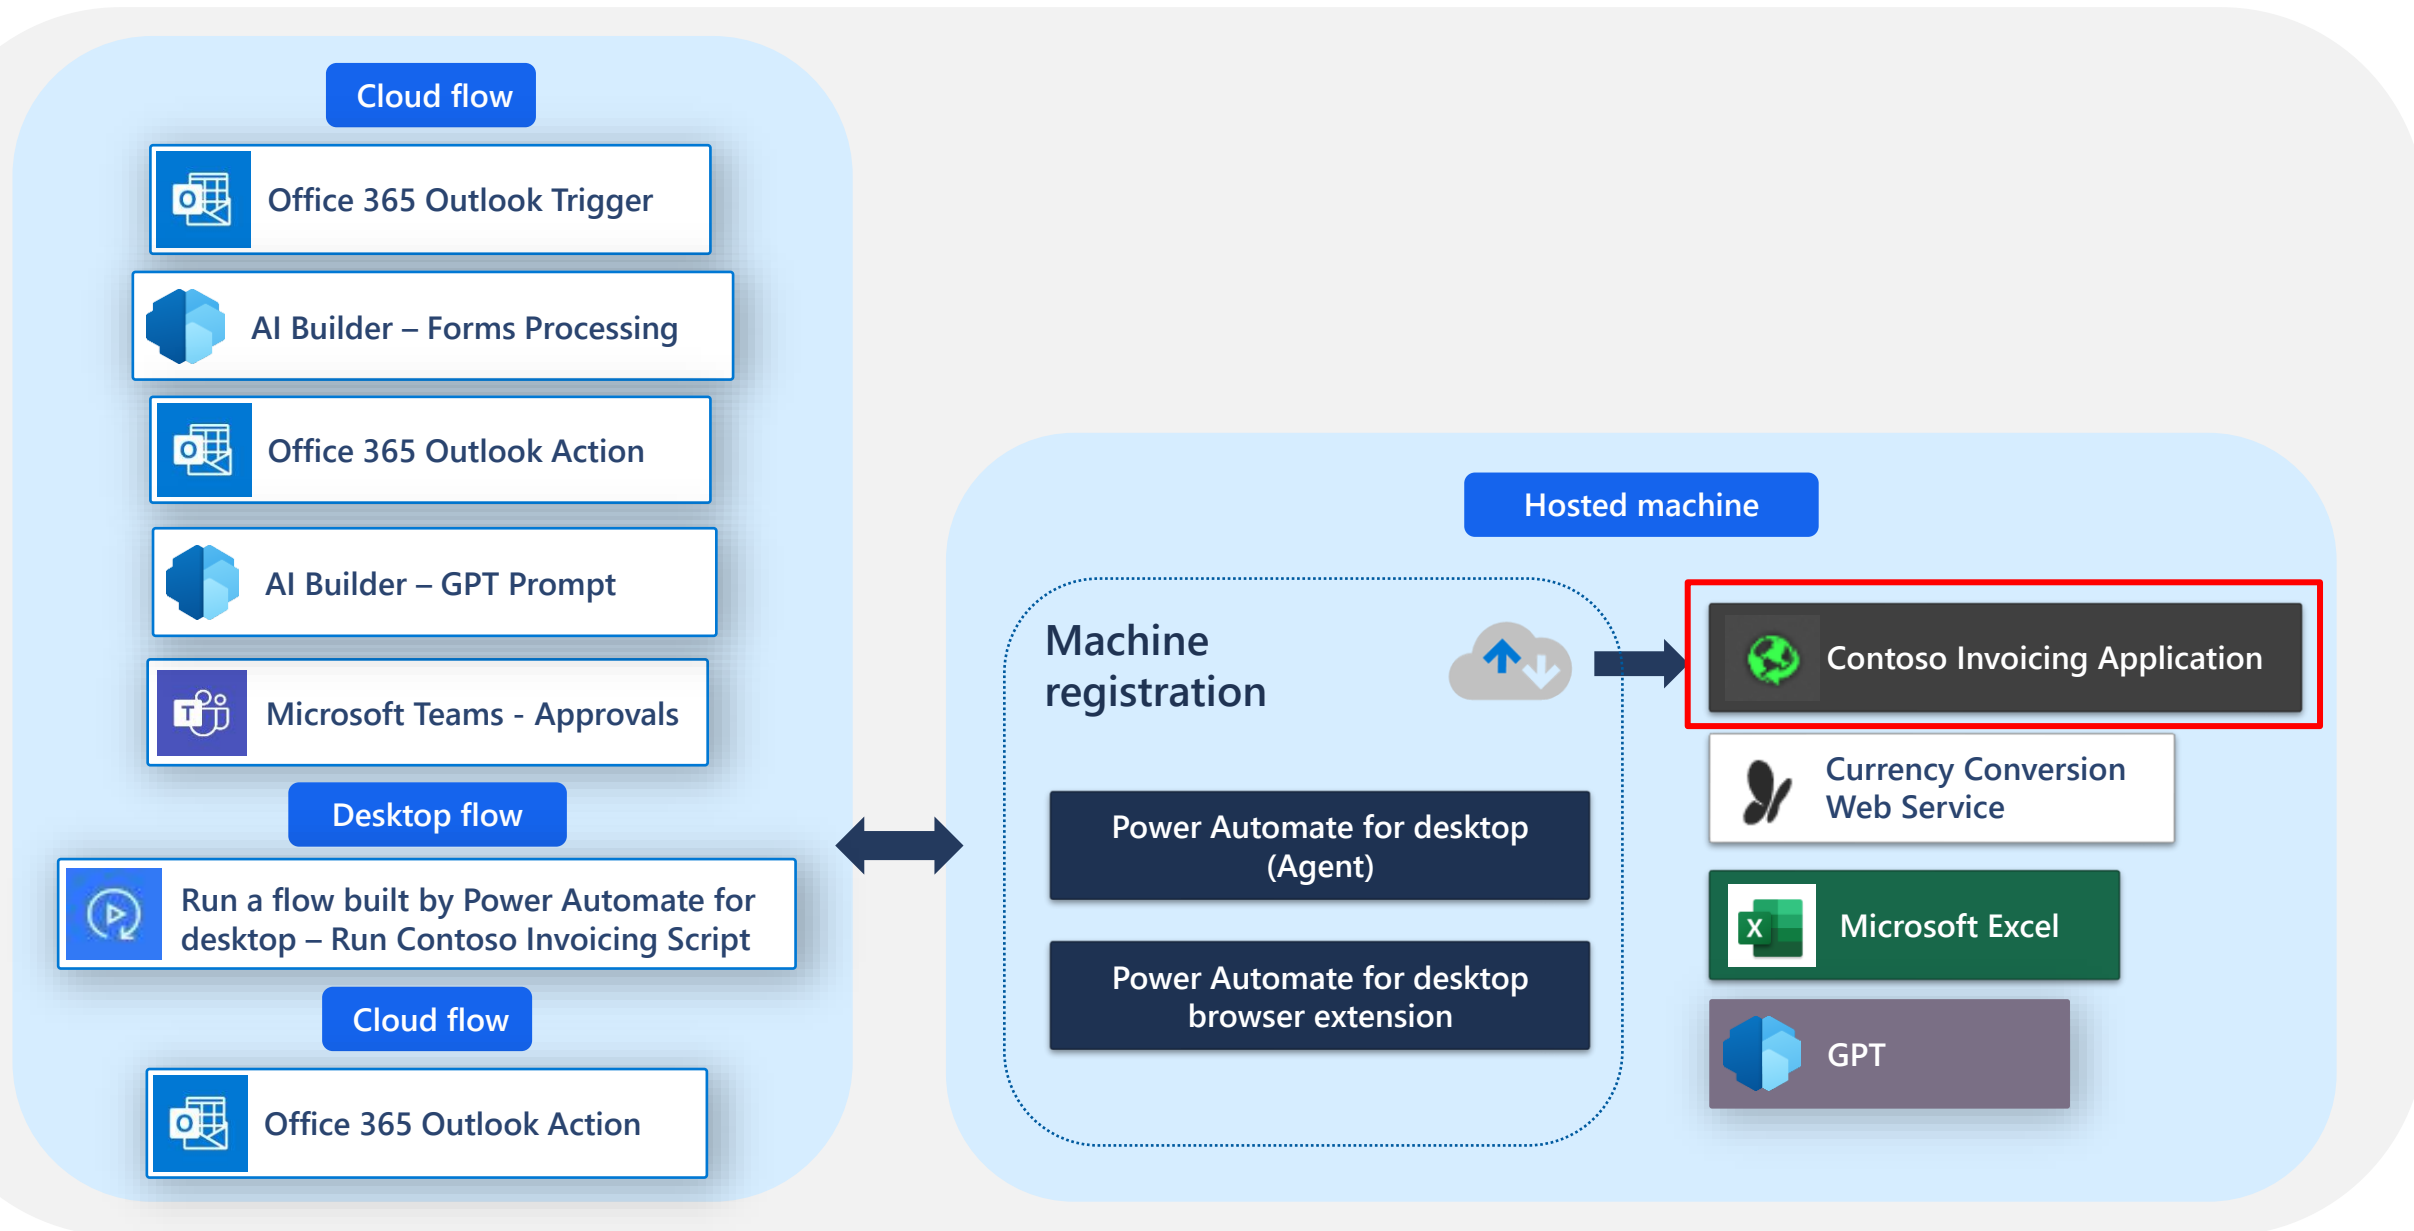 Cloud flow
Office 365 Outlook Trigger
AI Builder – Forms Processing
Office 365 Outlook Action
AI Builder – GPT Prompt
Microsoft Teams - Approvals
Desktop flow
Run a flow built by Power Automate for
desktop – Run Contoso Invoicing Script
Cloud flow
Office 365 Outlook Action
Hosted machine
Machine
registration
Power Automate for desktop
(Agent)
Power Automate for desktop
browser extension
Contoso Invoicing Application
Currency Conversion
Web Service
Microsoft Excel
GPT